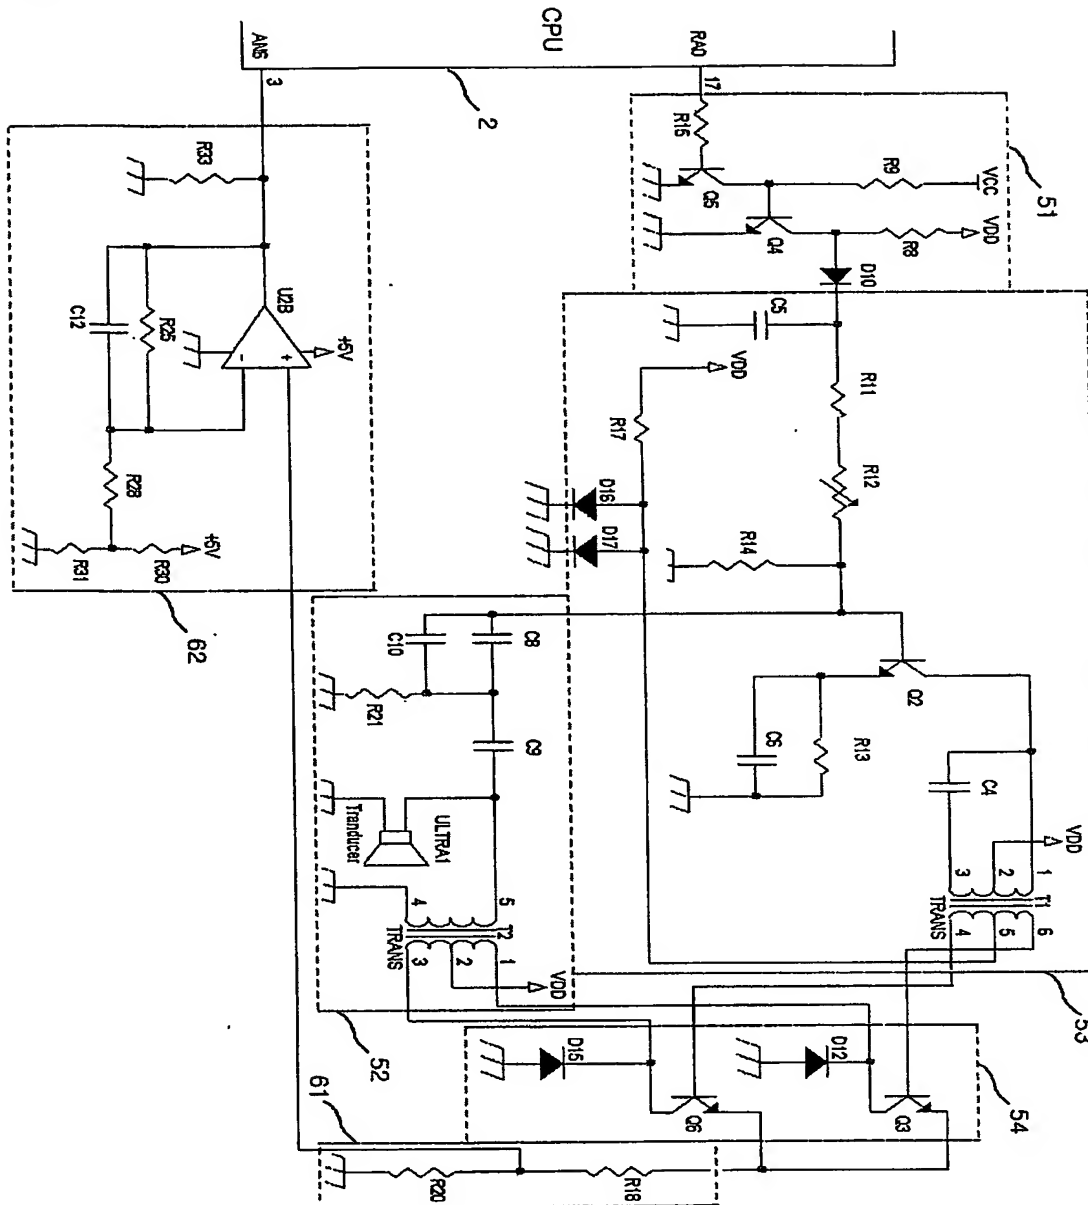 CPU
AN5
RA0
3
17
2
51
R16
Q5
R9
VCC
Q4
R8
VDD
D10
R33
U2B
+5V
R25
C12
R28
+5V
R31
R30
62
C5
VDD
R11
R17
R12
D16
D17
R14
Q2
C6
R13
C4
VDD
3
2
1
T1
TRANS
4
5
6
53
C10
C8
R21
C9
Tranducer
ULTRA1
4
5
T2
TRANS
3
2
1
VDD
52
D15
D12
Q6
Q3
54
61
R20
R18